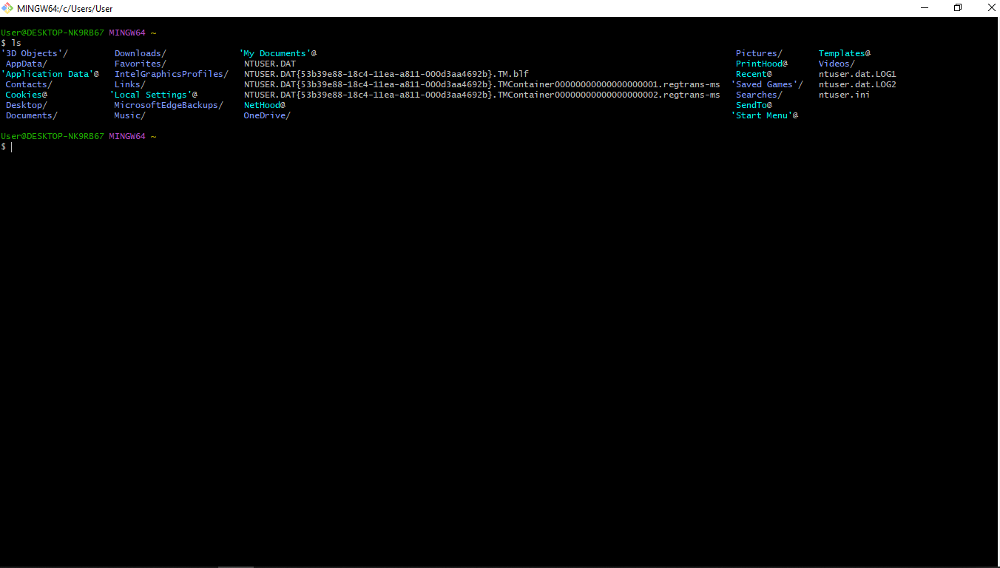 MINGW64:/c/Users/User
User@DESKTOP-NK9RB67 MINGW64 ~
$ ls
'3D Objects'/ Downloads/ 'My Documents'@ Pictures/ Templates@
AppData/ Favorites/ NTUSER.DAT PrintHood@ Videos/
'Application Data'@ IntelGraphicsProfiles/ NTUSER.DAT{53b39e88-18c4-11ea-a811-000d3aa4692b}.TM.blf Recent@ ntuser.dat.LOG1
Contacts/ Links/ NTUSER.DAT{53b39e88-18c4-11ea-a811-000d3aa4692b}.TMContainer00000000000000000001.regtrans-ms 'Saved Games'/ ntuser.dat.LOG2
Cookies@ 'Local Settings'@ NTUSER.DAT{53b39e88-18c4-11ea-a811-000d3aa4692b}.TMContainer00000000000000000002.regtrans-ms Searches/ ntuser.ini
Desktop/ MicrosoftEdgeBackups/ NetHood@ SendTo@
Documents/ Music/ OneDrive/ 'Start Menu'@
User@DESKTOP-NK9RB67 MINGW64 ~
$